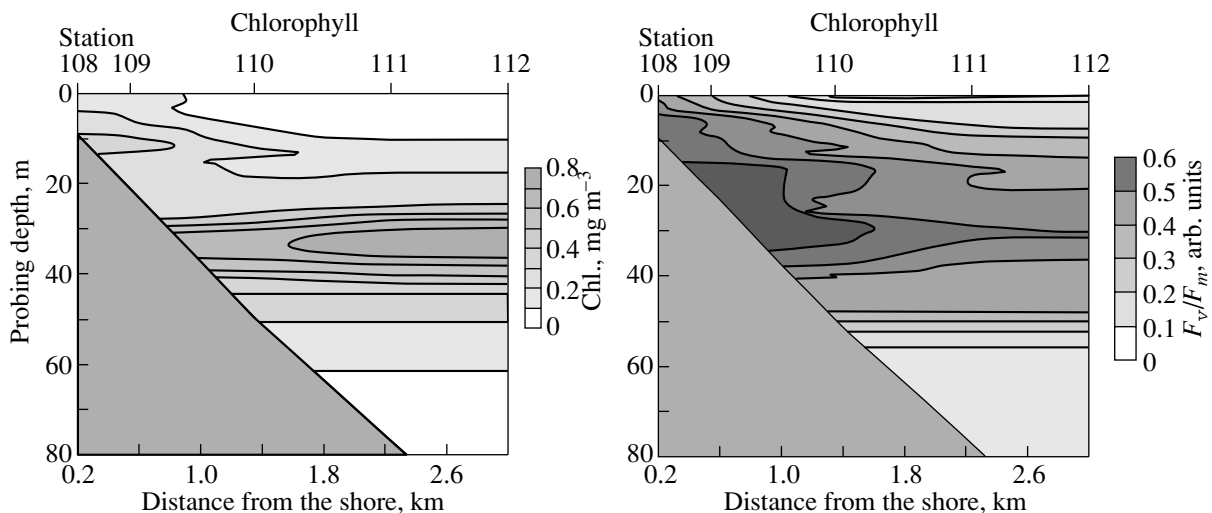 Chlorophyll
Station
108 109 110 111 112
0
20
40
60
80
Probing depth, m
0.2 1.0 1.8 2.6
Distance from the shore, km
0.8
0.6
0.4
0.2
0
Chl., mg m⁻³
Chlorophyll
Station
108 109 110 111 112
0
20
40
60
80
0.2 1.0 1.8 2.6
Distance from the shore, km
0.6
0.5
0.4
0.3
0.2
0.1
0
Fv/Fm, arb. units